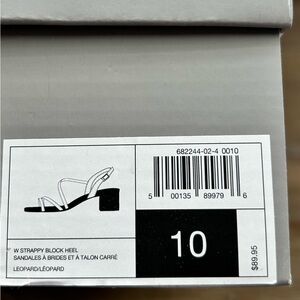 682244-02-4 0010
5 00135 89979 6
W STRAPPY BLOCK HEEL
SANDALES À BRIDES ET À TALON CARRÉ
LEOPARD/LÉOPARD
10
$89.95